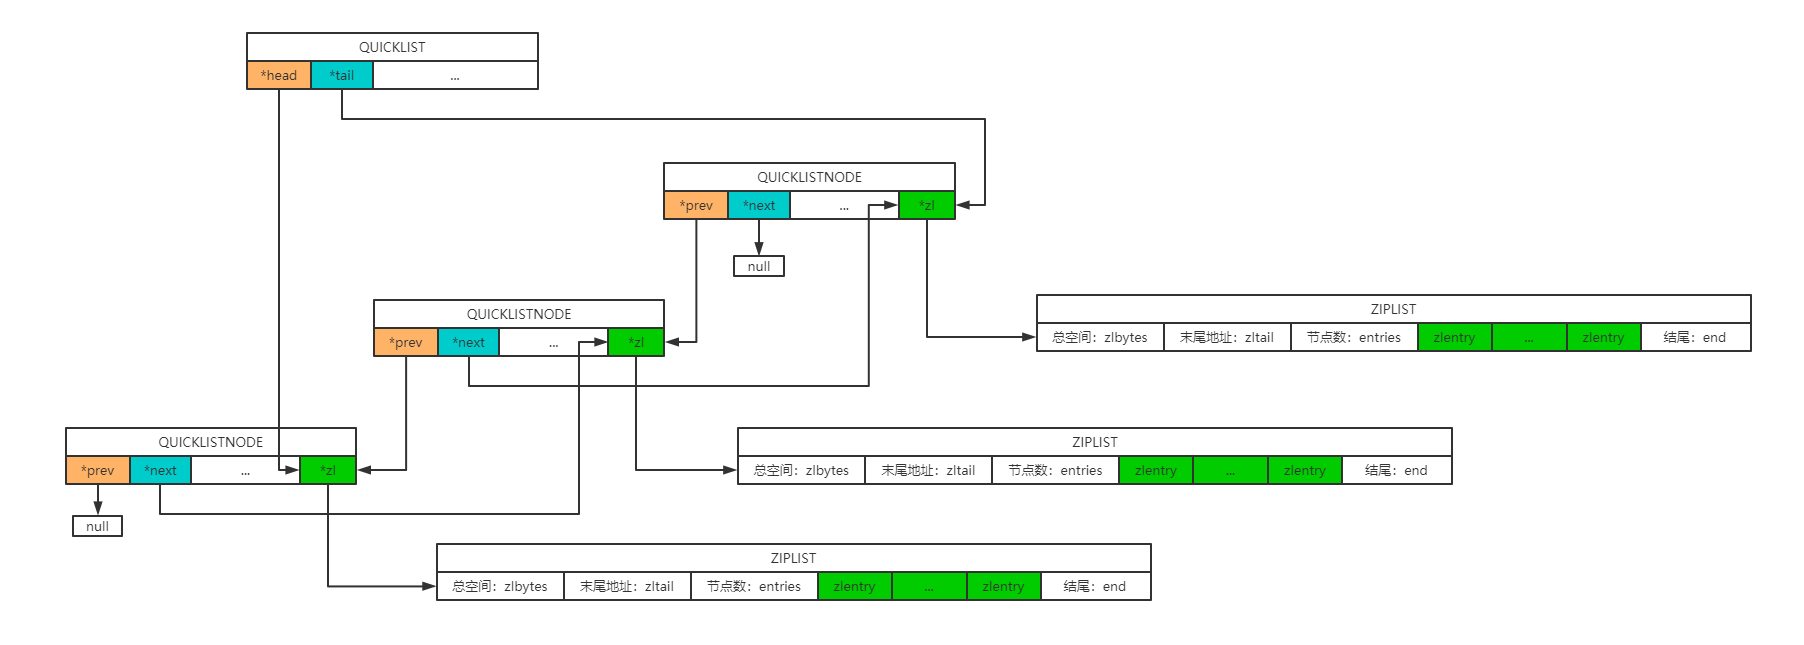 QUICKLIST
*head *tail ...
QUICKLISTNODE
*prev *next ... *zl
null
ZIPLIST
总空间：zlbytes 末尾地址：zltail 节点数：entries zlentry ... zlentry 结尾：end
QUICKLISTNODE
*prev *next ... *zl
ZIPLIST
总空间：zlbytes 末尾地址：zltail 节点数：entries zlentry ... zlentry 结尾：end
QUICKLISTNODE
*prev *next ... *zl
null
ZIPLIST
总空间：zlbytes 末尾地址：zltail 节点数：entries zlentry ... zlentry 结尾：end